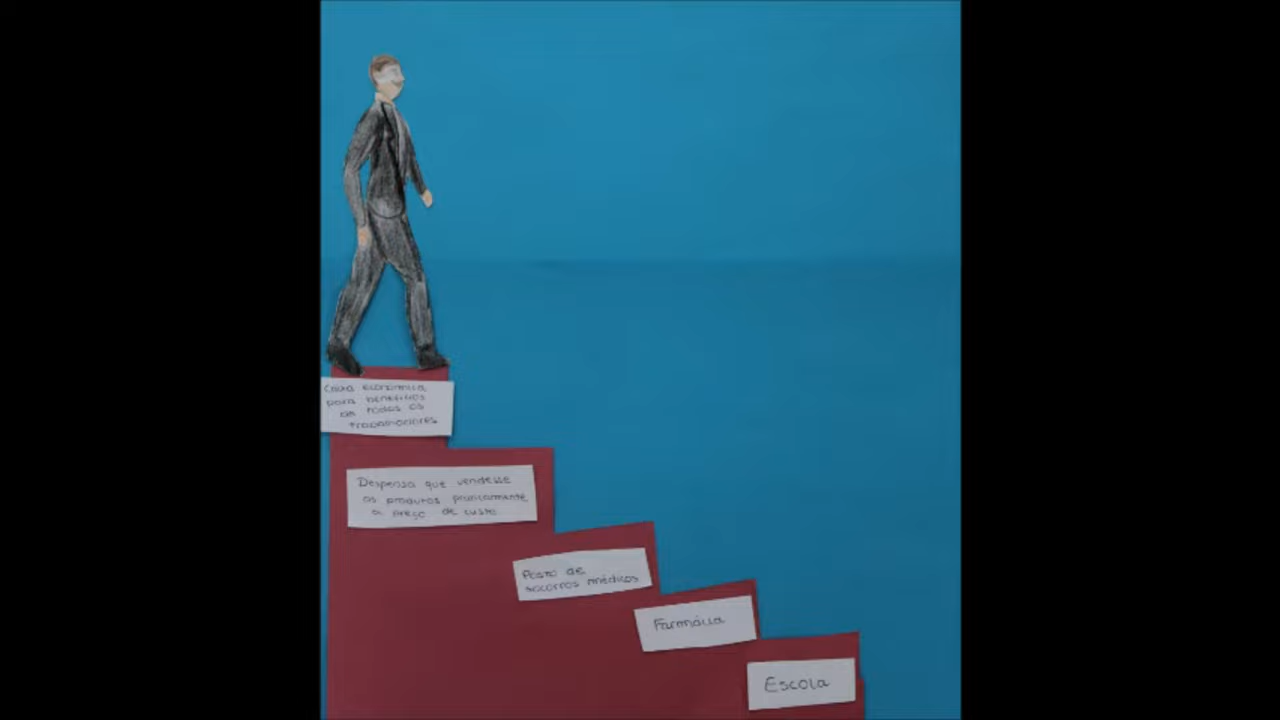 Caixa económica
para benefícios
de todos os
trabalhadores
Despensa que vendesse
os produtos praticamente
a preço de custo
Posto de
socorros médicos
Farmácia
Escola